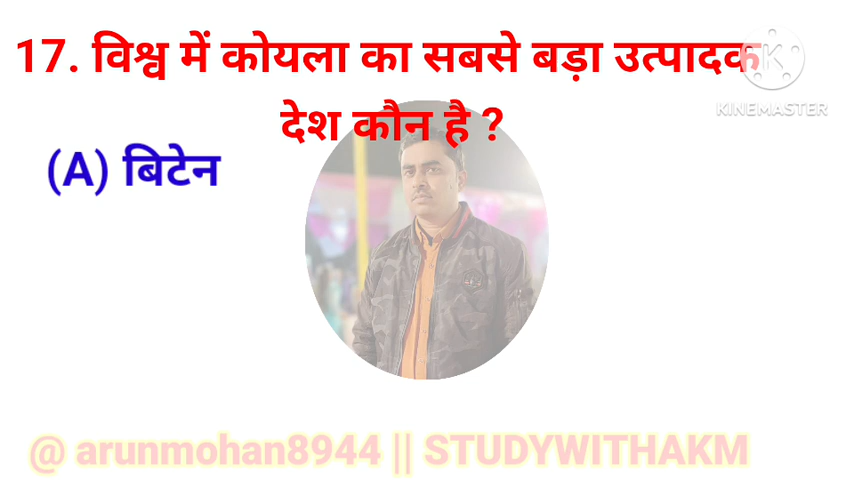 17. विश्व में कोयला का सबसे बड़ा उत्पादक
देश कौन है ?
KINEMASTER
(A) बिटेन
@ arunmohan8944 || STUDYWITHAKM